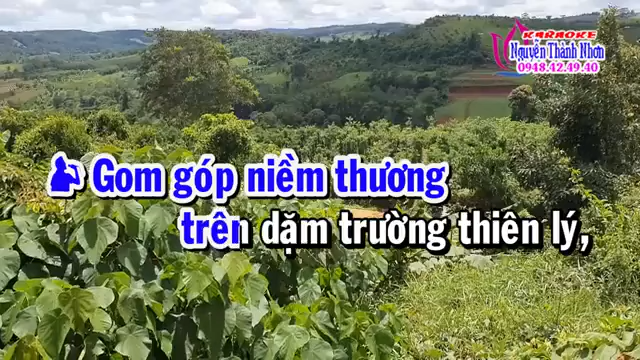 KARAOKE
Nguyễn Thành Nhơn
0948.42.49.40
Gom góp niềm thương
trên dặm trường thiên lý,